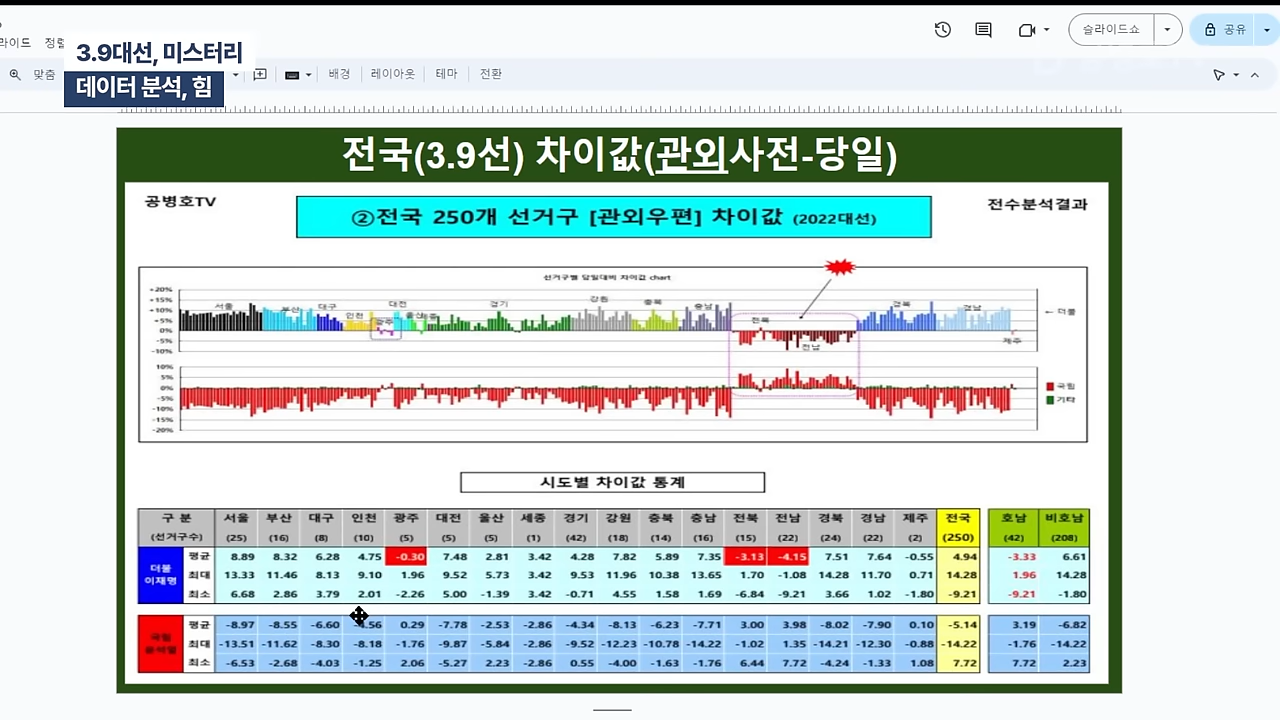 라이드 정렬
3.9대선, 미스터리
데이터 분석, 힘
슬라이드쇼
공유
맞춤
배경 레이아웃 테마 전환
전국(3.9선) 차이값(관외사전-당일)
공병호TV
②전국 250개 선거구 [관외우편] 차이값 (2022대선)
전수분석결과
선거구별 당일대비 차이값 chart
+20%
+15%
+10%
+5%
0%
-5%
-10%
서울 부산 대구 인천 광주 대전 울산 경기 강원 충북 충남 전북 전남 경북 경남 제주
← 더불
10%
5%
0%
-5%
-10%
-15%
-20%
국힘
기타
시도별 차이값 통계
구 분 서울 부산 대구 인천 광주 대전 울산 세종 경기 강원 충북 충남 전북 전남 경북 경남 제주 전국 호남 비호남
(선거구수) (25) (16) (8) (10) (5) (5) (5) (1) (42) (18) (14) (16) (15) (22) (24) (22) (2) (250) (42) (208)
더불 이재명
평균 8.89 8.32 6.28 4.75 -0.30 7.48 2.81 3.42 4.28 7.82 5.89 7.35 -3.13 -4.15 7.51 7.64 -0.55 4.94 -3.33 6.61
최대 13.33 11.46 8.13 9.10 1.96 9.52 5.73 3.42 9.53 11.96 10.38 13.65 1.70 -1.08 14.28 11.70 0.71 14.28 1.96 14.28
최소 6.68 2.86 3.79 2.01 -2.26 5.00 -1.39 3.42 -0.71 4.55 1.58 1.69 -6.84 -9.21 3.66 1.02 -1.80 -9.21 -9.21 -1.80
국힘 윤석열
평균 -8.97 -8.55 -6.60 -4.56 0.29 -7.78 -2.53 -2.86 -4.34 -8.13 -6.23 -7.71 3.00 3.98 -8.02 -7.90 0.10 -5.14 3.19 -6.82
최대 -13.51 -11.62 -8.30 -8.18 -1.76 -9.87 -5.84 -2.86 -9.52 -12.23 -10.78 -14.22 -1.02 1.35 -14.21 -12.30 -0.88 -14.22 -1.76 -14.22
최소 -6.53 -2.68 -4.03 -1.25 2.06 -5.27 2.23 -2.86 0.55 -4.00 -1.63 -1.76 6.44 7.72 -4.24 -1.33 1.08 7.72 7.72 2.23